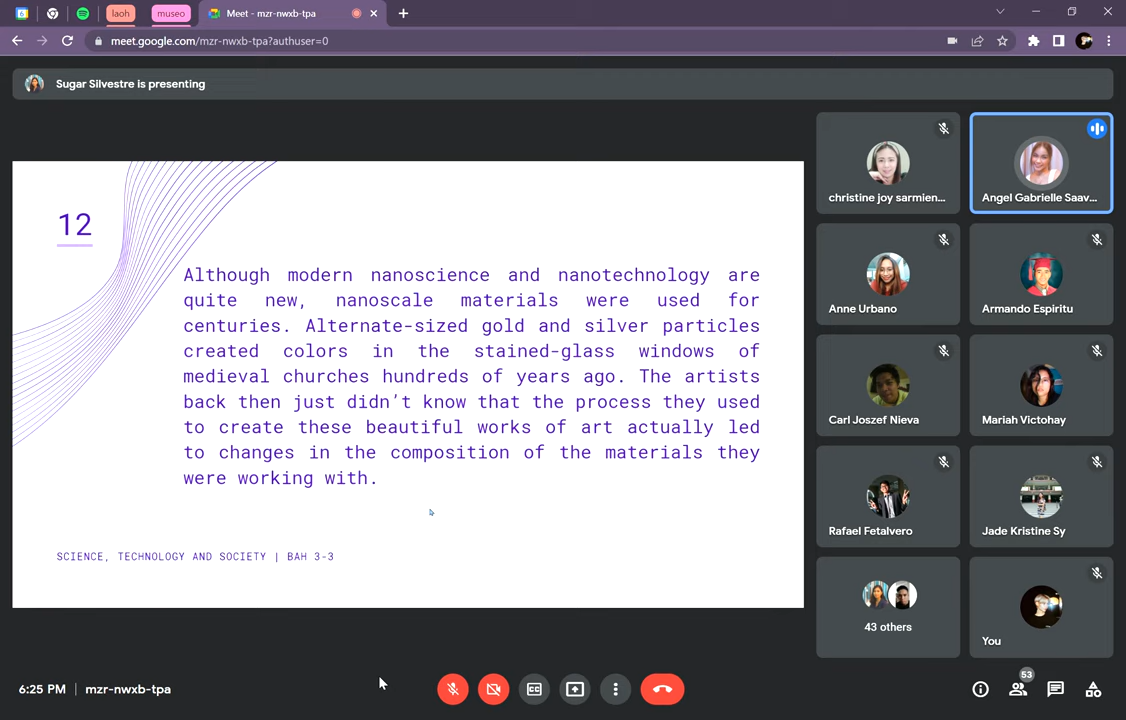 laoh
museo
Meet - mzr-nwxb-tpa
meet.google.com/mzr-nwxb-tpa?authuser=0
Sugar Silvestre is presenting
12
Although modern nanoscience and nanotechnology are
quite new, nanoscale materials were used for
centuries. Alternate-sized gold and silver particles
created colors in the stained-glass windows of
medieval churches hundreds of years ago. The artists
back then just didn’t know that the process they used
to create these beautiful works of art actually led
to changes in the composition of the materials they
were working with.
SCIENCE, TECHNOLOGY AND SOCIETY | BAH 3-3
christine joy sarmien...
Angel Gabrielle Saav...
Anne Urbano
Armando Espiritu
Carl Joszef Nieva
Mariah Victohay
Rafael Fetalvero
Jade Kristine Sy
43 others
You
6:25 PM | mzr-nwxb-tpa
53